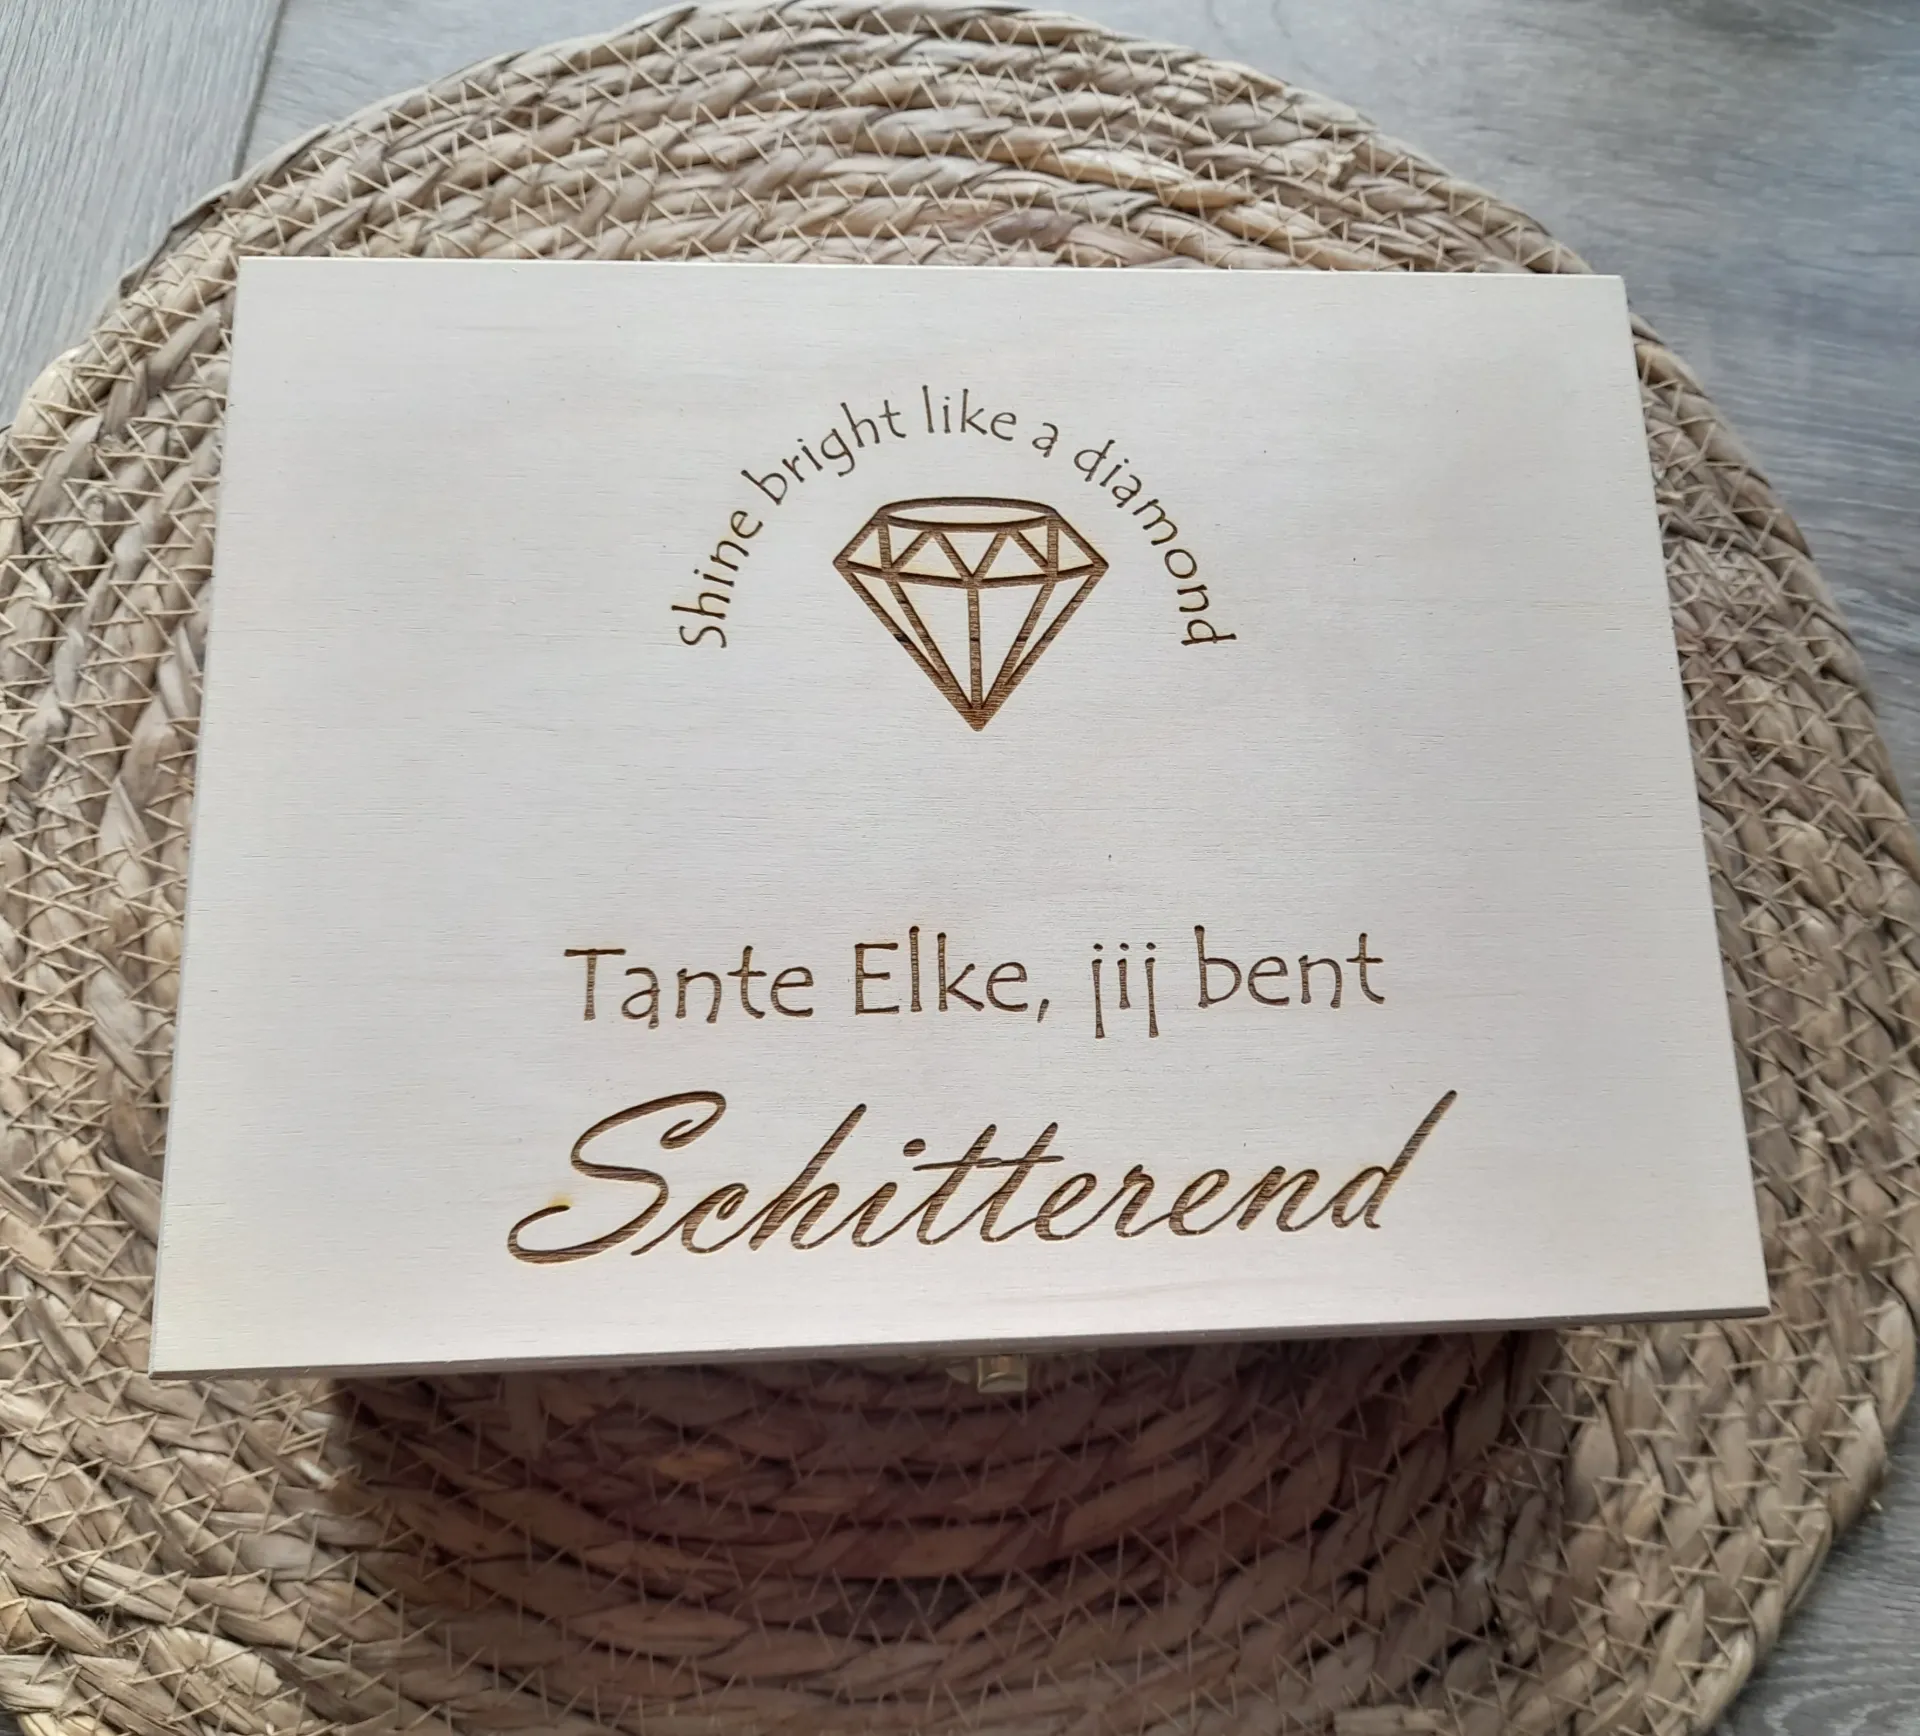 Shine bright like a diamond
Tante Elke, jij bent
Schitterend